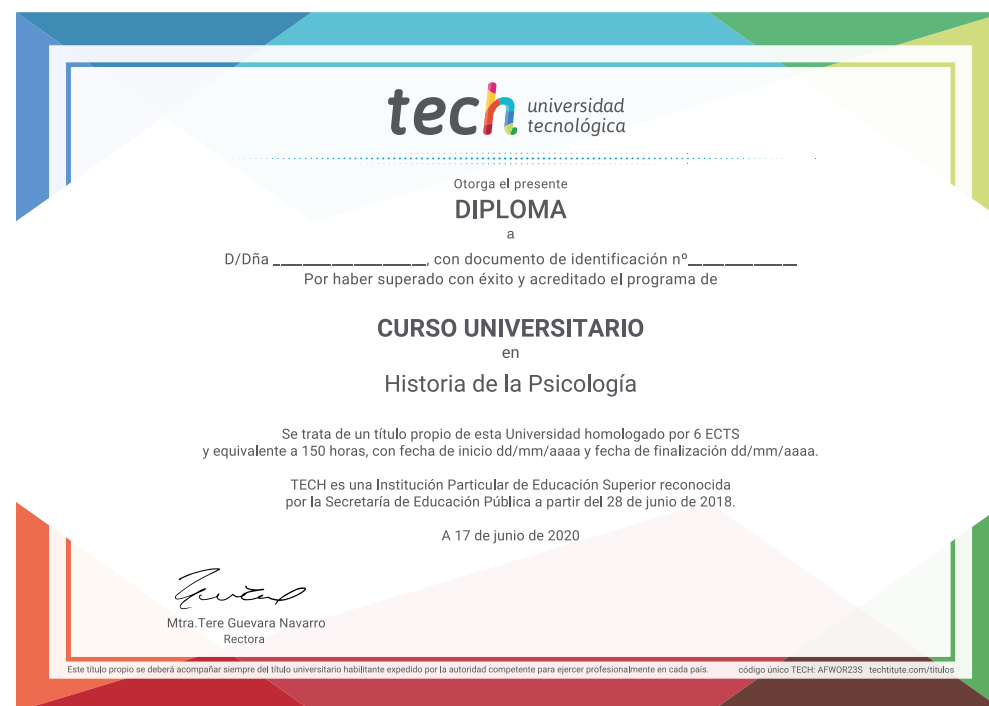 tech universidad
tecnológica
Otorga el presente
DIPLOMA
a
D/Dña ____________________, con documento de identificación nº______________
Por haber superado con éxito y acreditado el programa de
CURSO UNIVERSITARIO
en
Historia de la Psicología
Se trata de un título propio de esta Universidad homologado por 6 ECTS
y equivalente a 150 horas, con fecha de inicio dd/mm/aaaa y fecha de finalización dd/mm/aaaa.
TECH es una Institución Particular de Educación Superior reconocida
por la Secretaría de Educación Pública a partir del 28 de junio de 2018.
A 17 de junio de 2020
Mtra.Tere Guevara Navarro
Rectora
Este título propio se deberá acompañar siempre del título universitario habilitante expedido por la autoridad competente para ejercer profesionalmente en cada país. código único TECH: AFWOR23S techtitute.com/titulos